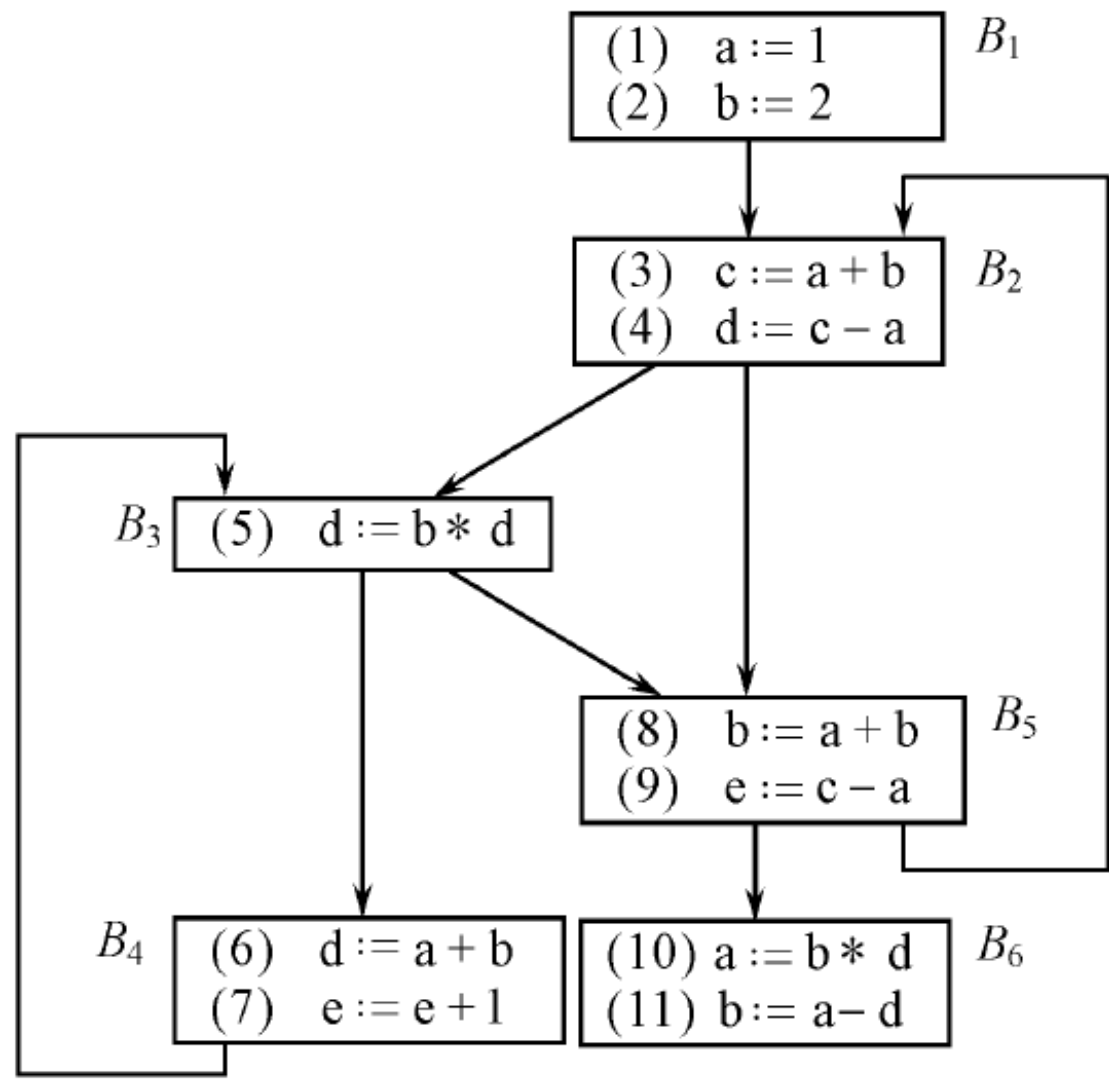 (1) a := 1
B₁
(2) b := 2
(3) c := a + b
B₂
(4) d := c − a
B₃
(5) d := b * d
(8) b := a + b
B₅
(9) e := c − a
B₄
(6) d := a + b
(7) e := e + 1
(10) a := b * d
B₆
(11) b := a − d